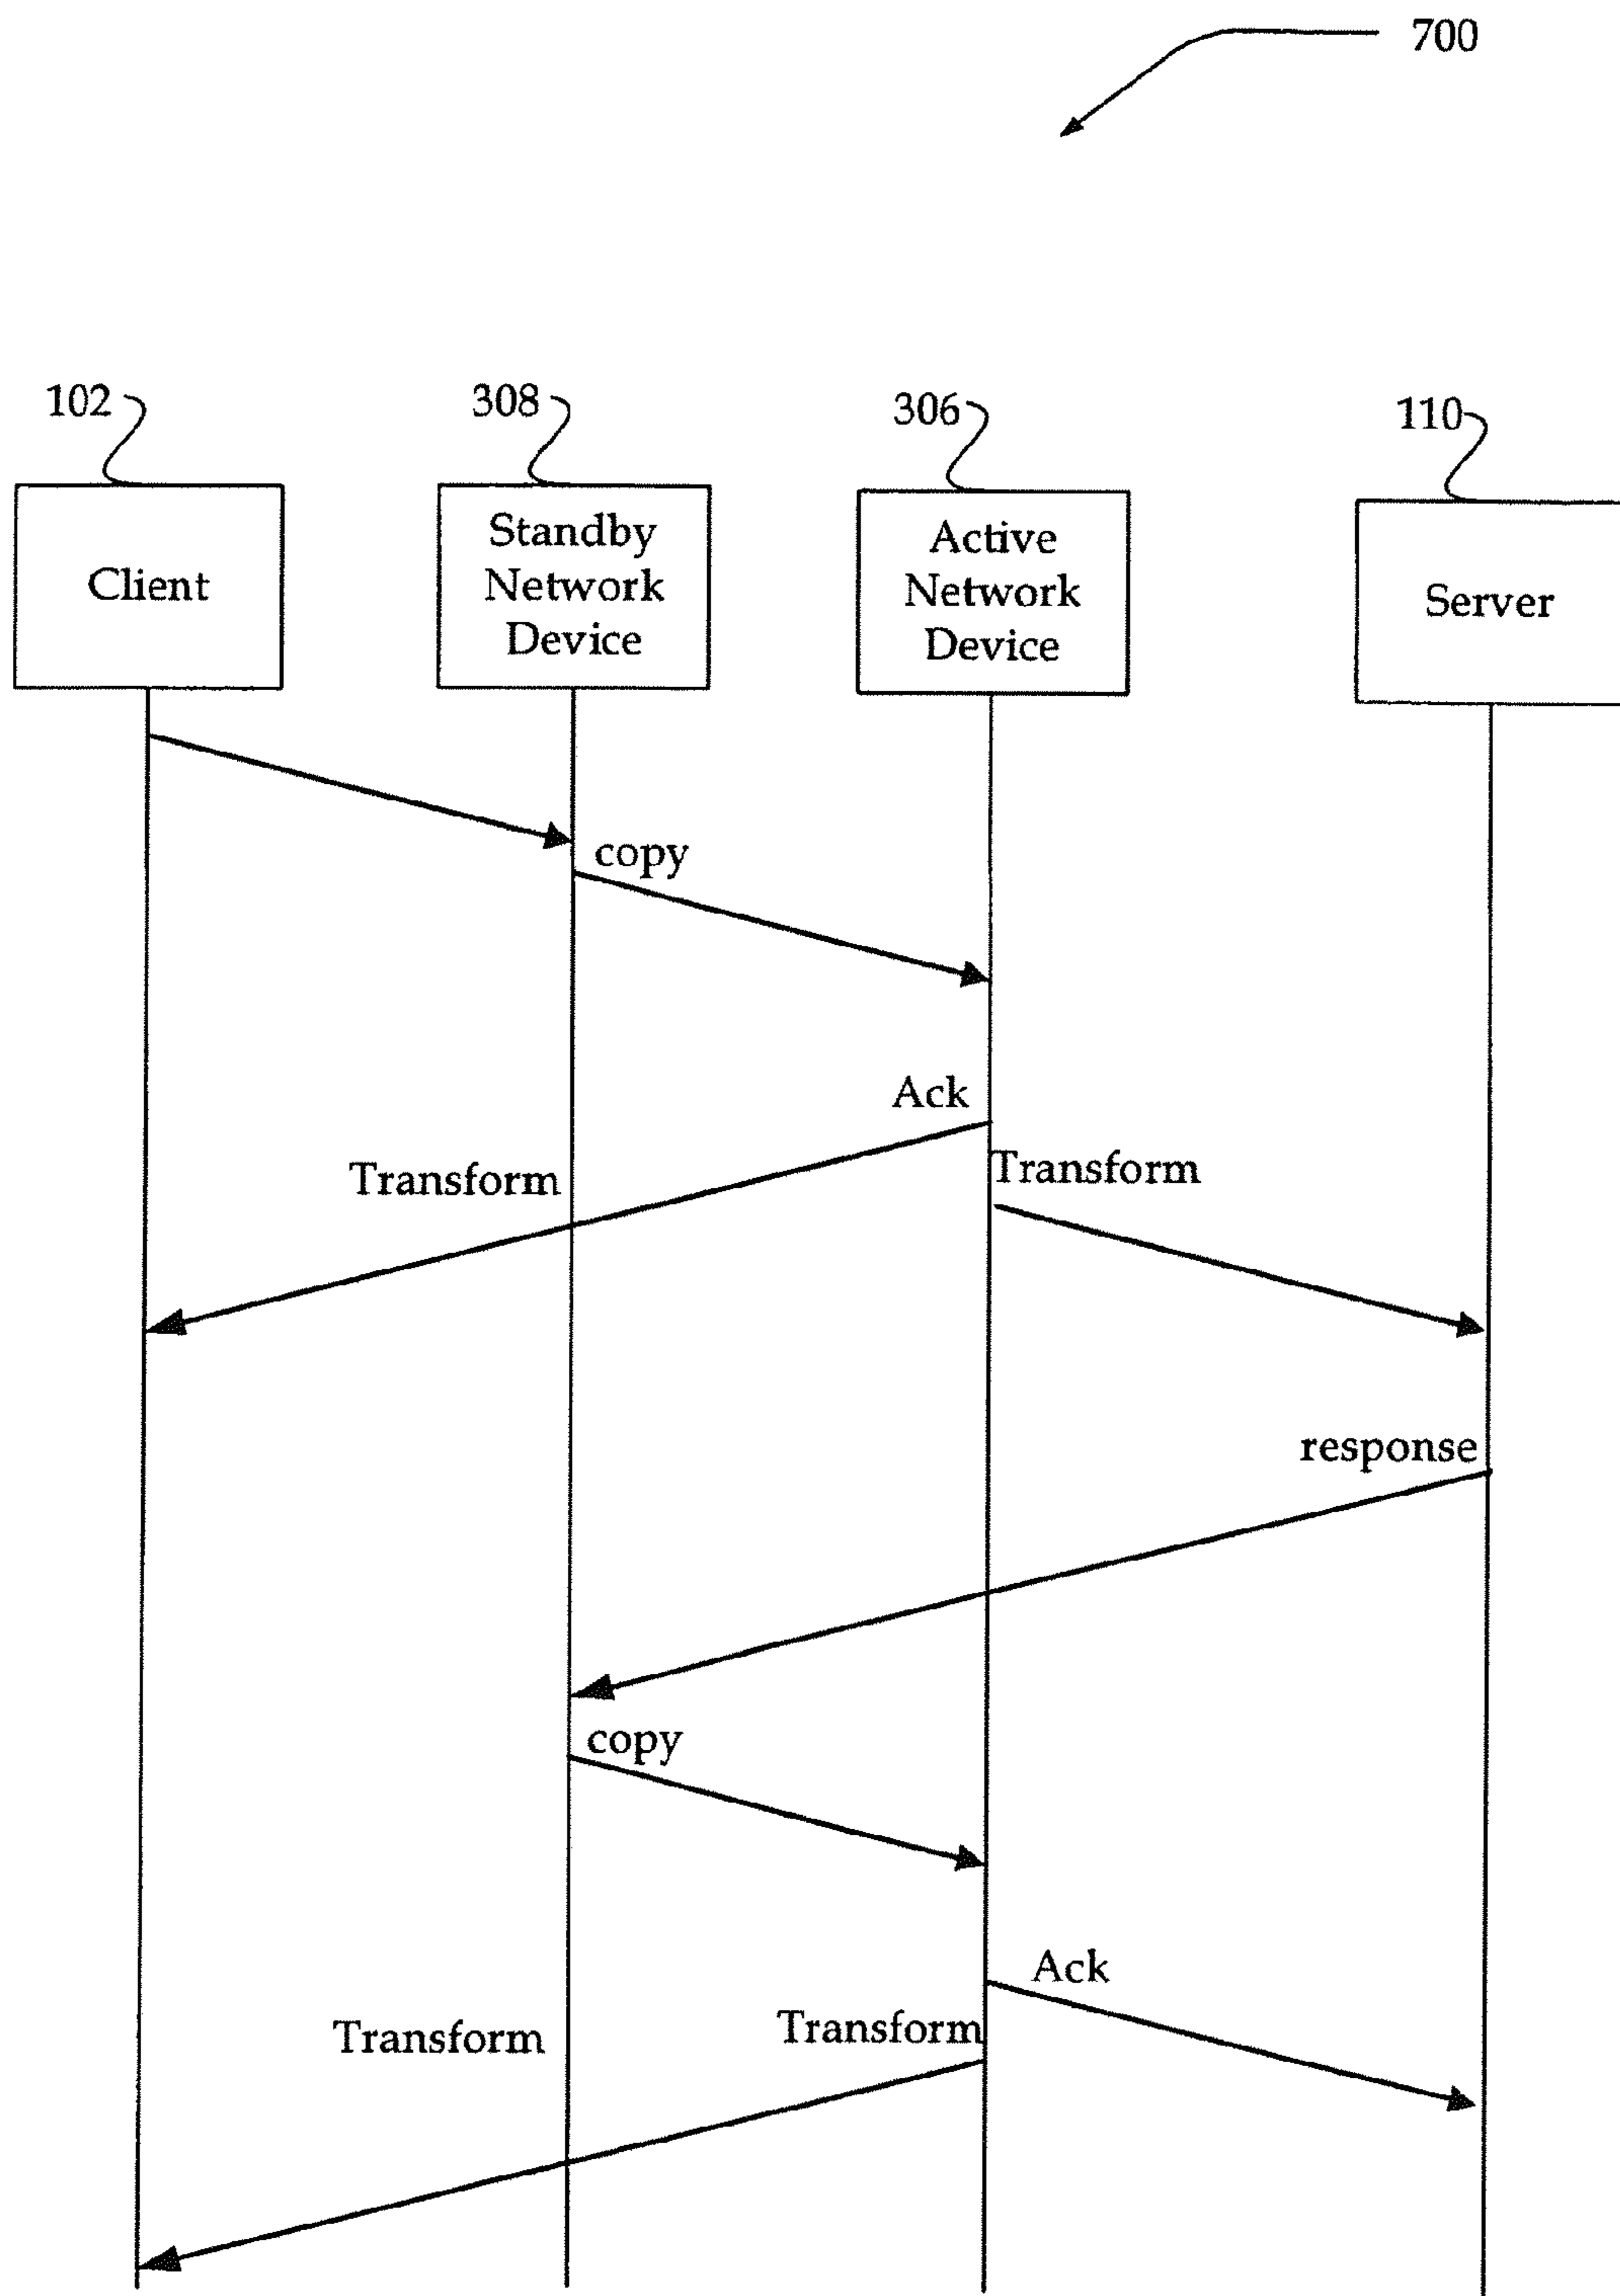 700
102
308
306
110
Client
Standby
Network
Device
Active
Network
Device
Server
copy
Ack
Transform
Transform
response
copy
Ack
Transform
Transform